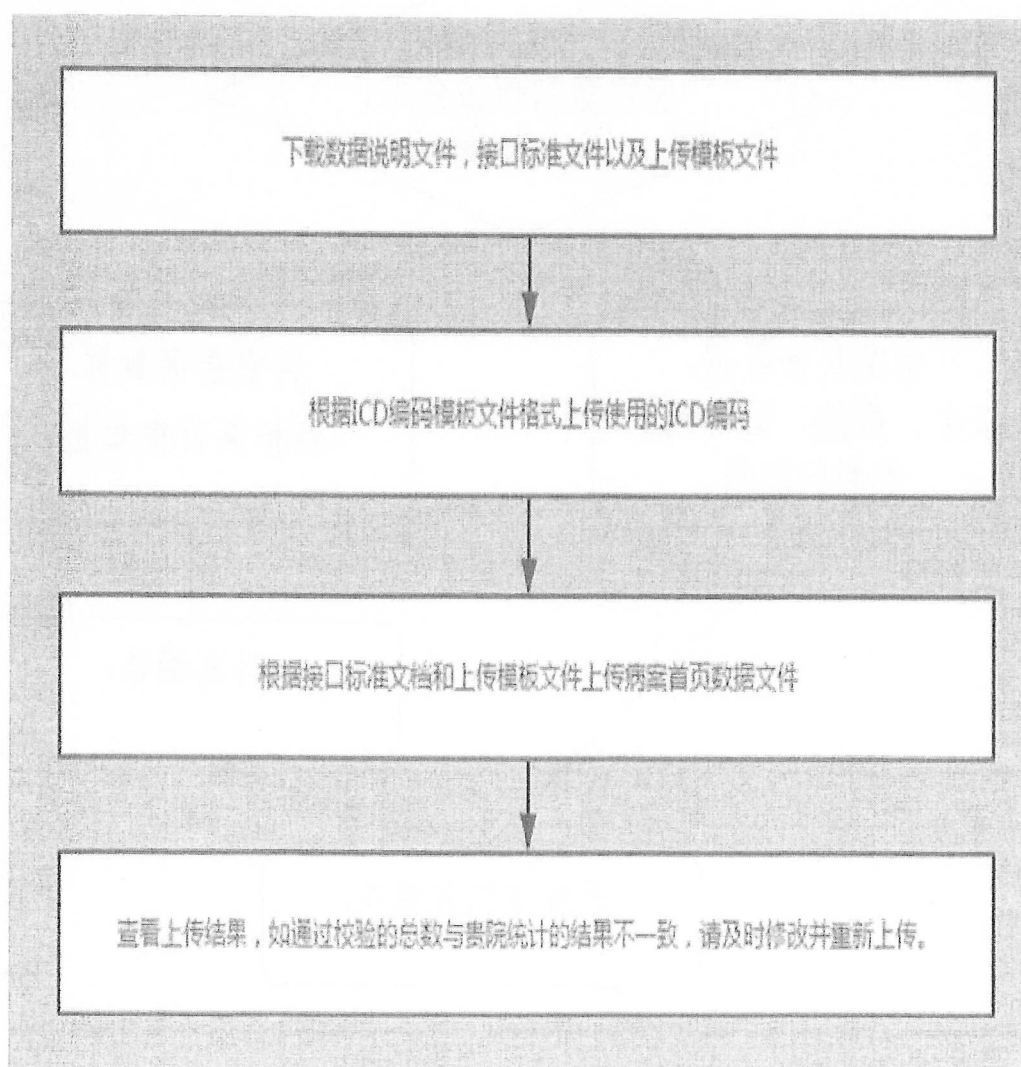 下载数据说明文件，接口标准文件以及上传模板文件
根据ICD编码模板文件格式上传使用的ICD编码
根据接口标准文档和上传模板文件上传病案首页数据文件
查看上传结果，如通过校验的总数与贵院统计的结果不一致，请及时修改并重新上传。